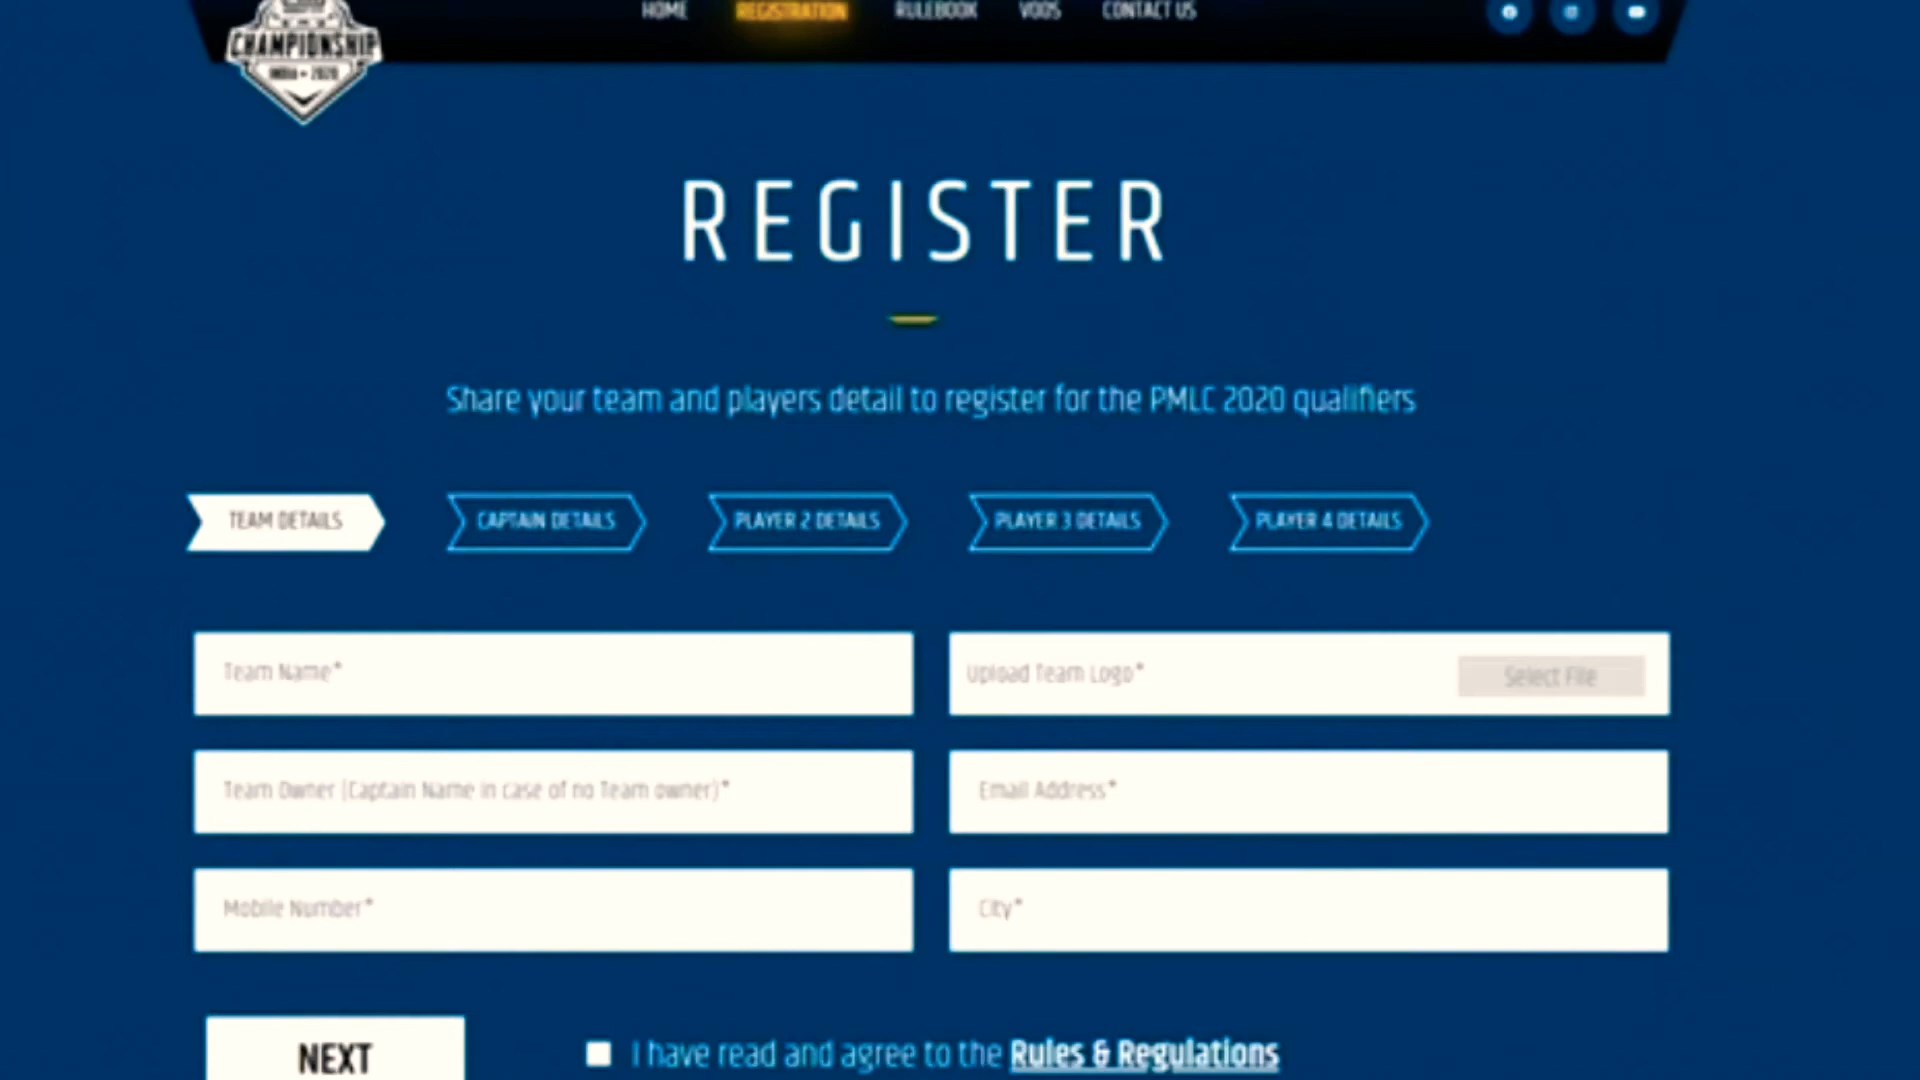 HOME REGISTRATION RULEBOOK VODS CONTACT US
CHAMPIONSHIP
INDIA • 2020
REGISTER
Share your team and players detail to register for the PMLC 2020 qualifiers
TEAM DETAILS CAPTAIN DETAILS PLAYER 2 DETAILS PLAYER 3 DETAILS PLAYER 4 DETAILS
Team Name* Upload Team Logo* Select File
Team Owner (Captain Name in case of no Team owner)* Email Address*
Mobile Number* City*
NEXT I have read and agree to the Rules & Regulations